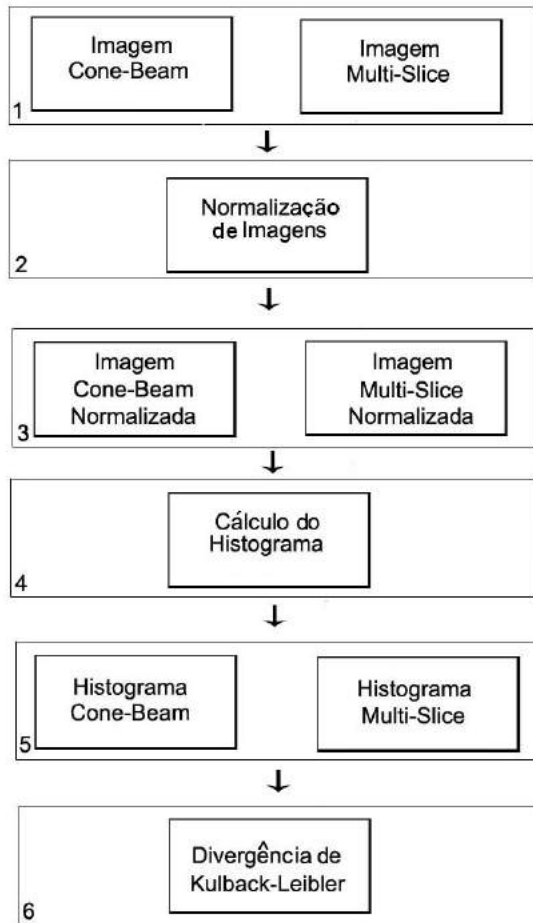 Imagem
Cone-Beam
Imagem
Multi-Slice
1
Normalização
de Imagens
2
Imagem
Cone-Beam
Normalizada
Imagem
Multi-Slice
Normalizada
3
Cálculo do
Histograma
4
Histograma
Cone-Beam
Histograma
Multi-Slice
5
Divergência de
Kulback-Leibler
6